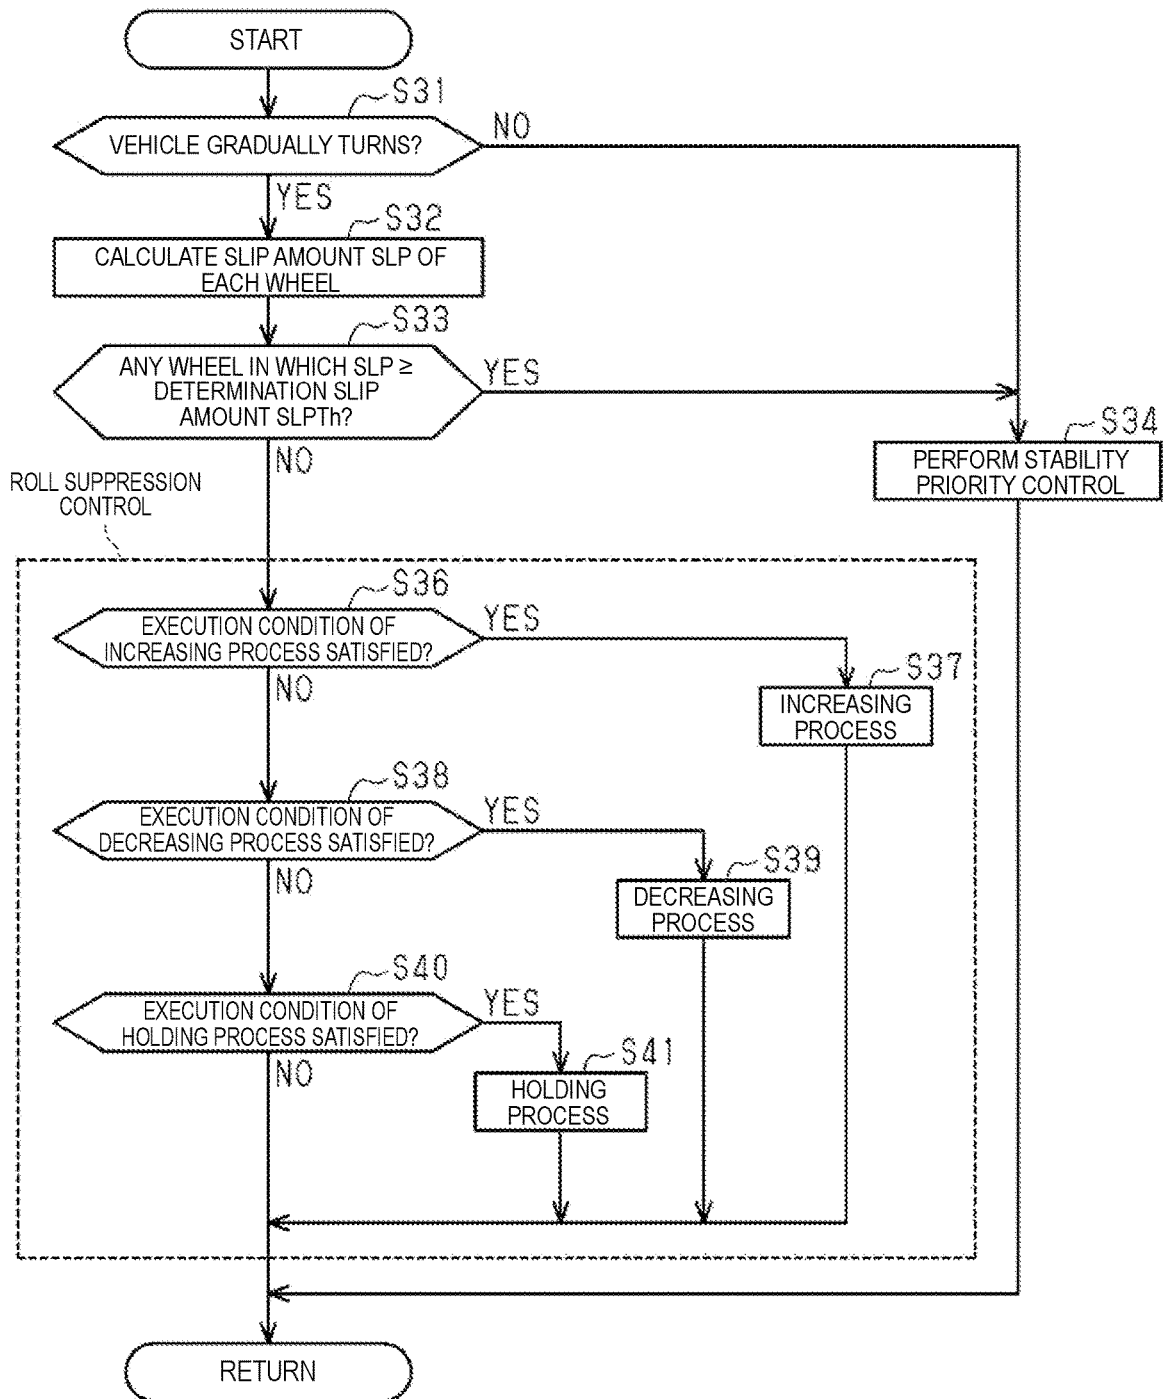 START
S31
VEHICLE GRADUALLY TURNS?
NO
YES
S32
CALCULATE SLIP AMOUNT SLP OF
EACH WHEEL
S33
ANY WHEEL IN WHICH SLP ≥
DETERMINATION SLIP
AMOUNT SLPTh?
YES
NO
S34
PERFORM STABILITY
PRIORITY CONTROL
ROLL SUPPRESSION
CONTROL
S36
EXECUTION CONDITION OF
INCREASING PROCESS SATISFIED?
YES
NO
S37
INCREASING
PROCESS
S38
EXECUTION CONDITION OF
DECREASING PROCESS SATISFIED?
YES
NO
S39
DECREASING
PROCESS
S40
EXECUTION CONDITION OF
HOLDING PROCESS SATISFIED?
YES
NO
S41
HOLDING
PROCESS
RETURN